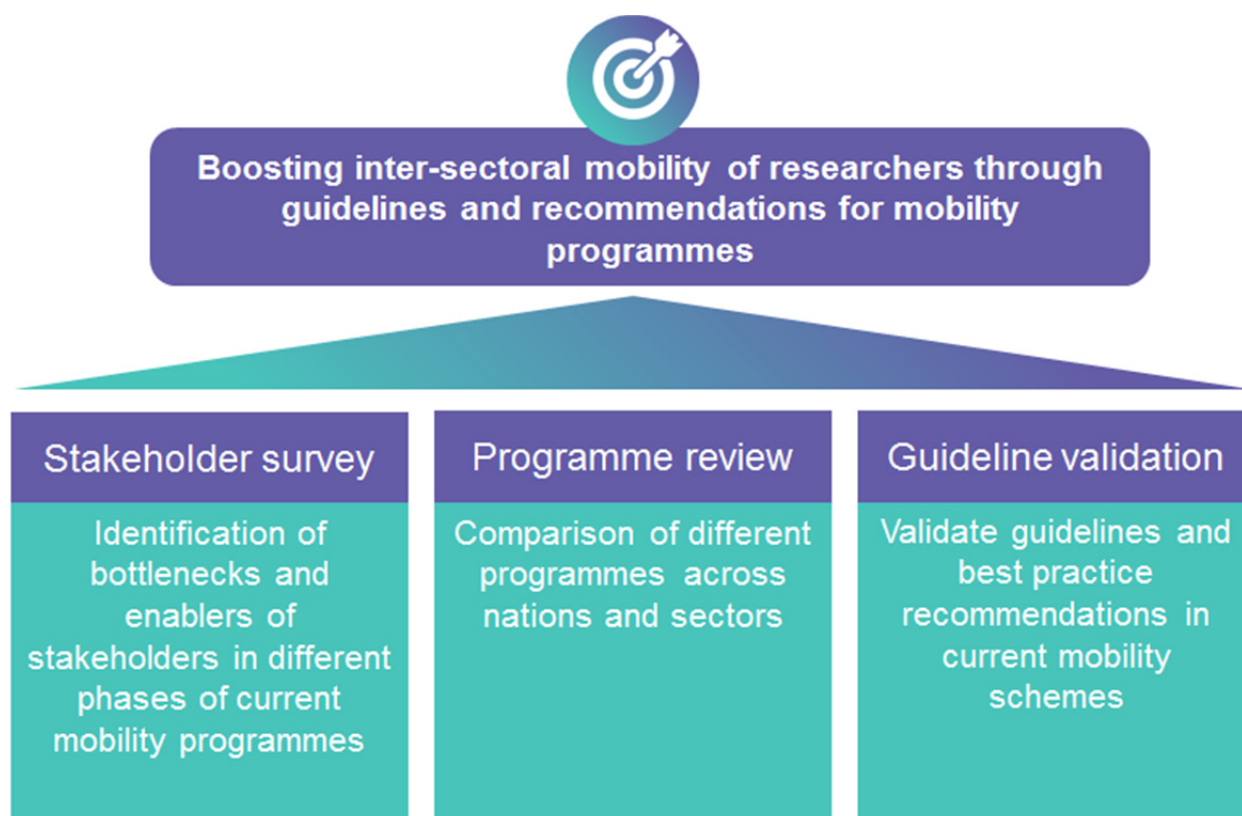 Boosting inter-sectoral mobility of researchers through
guidelines and recommendations for mobility
programmes
Stakeholder survey
Identification of
bottlenecks and
enablers of
stakeholders in different
phases of current
mobility programmes
Programme review
Comparison of different
programmes across
nations and sectors
Guideline validation
Validate guidelines and
best practice
recommendations in
current mobility
schemes